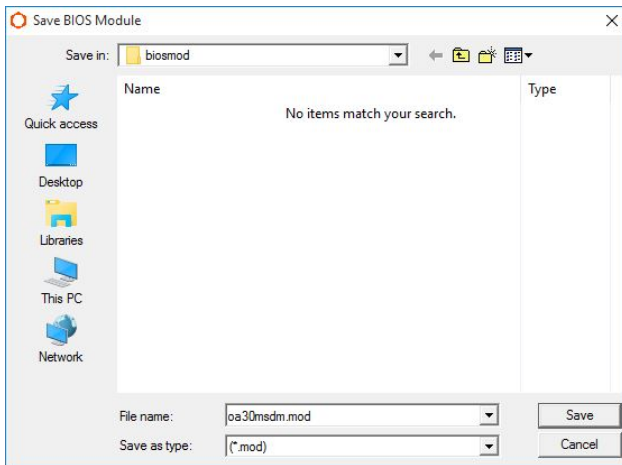 Save BIOS Module
Save in: biosmod
Name Type
No items match your search.
Quick access
Desktop
Libraries
This PC
Network
File name: oa30msdm.mod Save
Save as type: (*.mod) Cancel